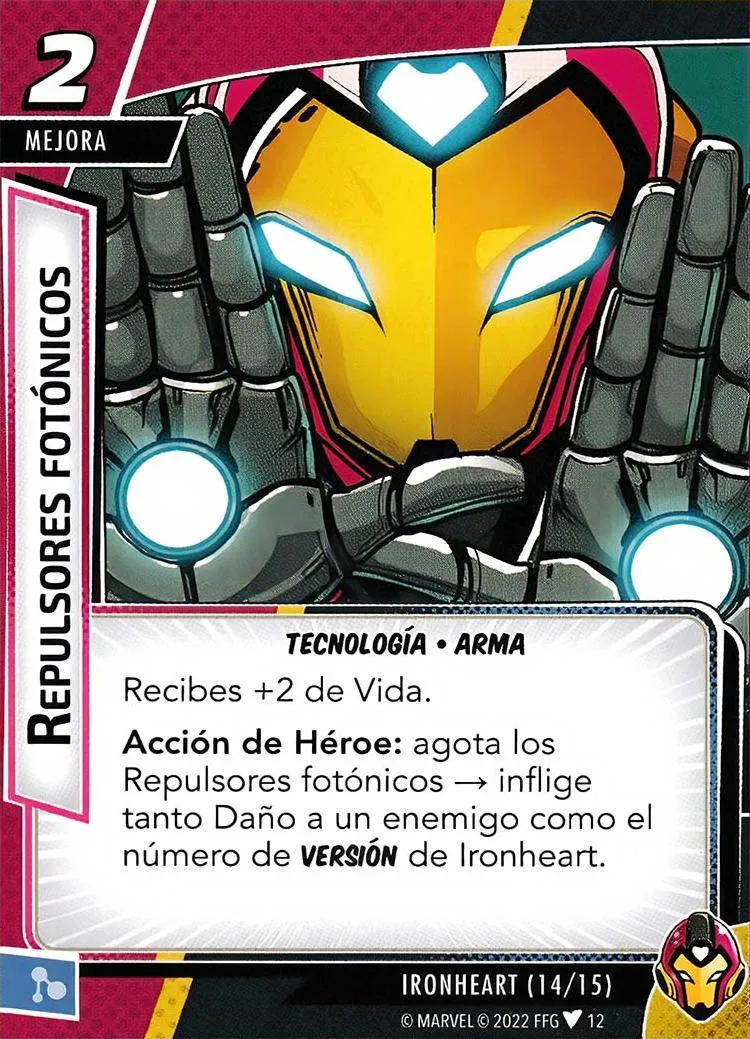 2
MEJORA
REPULSORES FOTÓNICOS
TECNOLOGÍA • ARMA
Recibes +2 de Vida.
Acción de Héroe: agota los
Repulsores fotónicos → inflige
tanto Daño a un enemigo como el
número de VERSIÓN de Ironheart.
IRONHEART (14/15)
© MARVEL © 2022 FFG ♥ 12